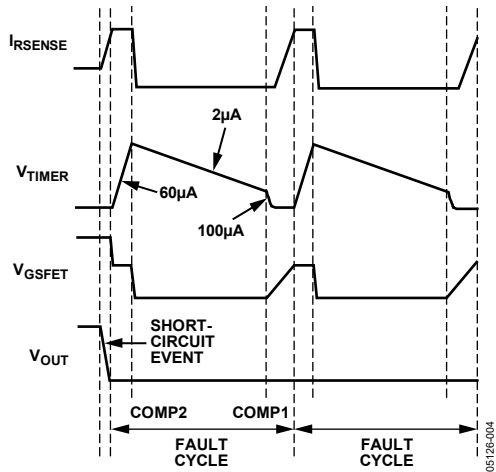 IRSENSE
VTIMER
2µA
60µA
100µA
VGSFET
SHORT-
CIRCUIT
EVENT
VOUT
COMP2
COMP1
FAULT
CYCLE
FAULT
CYCLE
05126-004